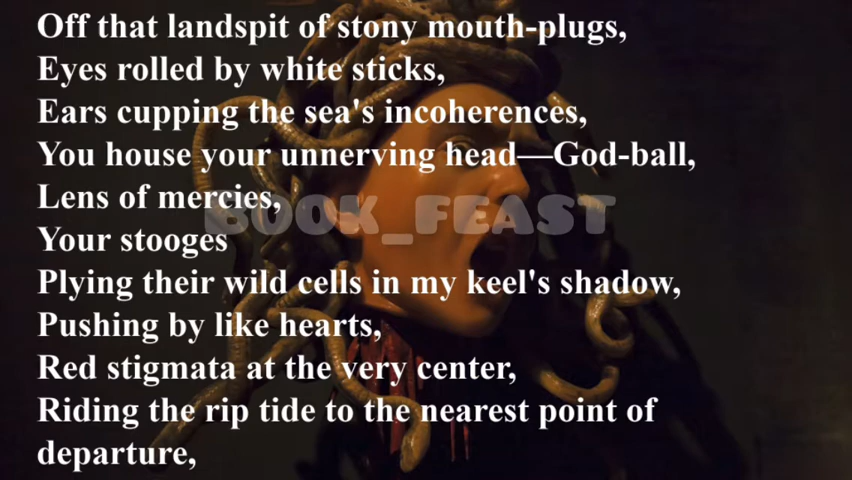 Off that landspit of stony mouth-plugs,
Eyes rolled by white sticks,
Ears cupping the sea's incoherences,
You house your unnerving head—God-ball,
Lens of mercies,
BOOK_FEAST
Your stooges
Plying their wild cells in my keel's shadow,
Pushing by like hearts,
Red stigmata at the very center,
Riding the rip tide to the nearest point of
departure,